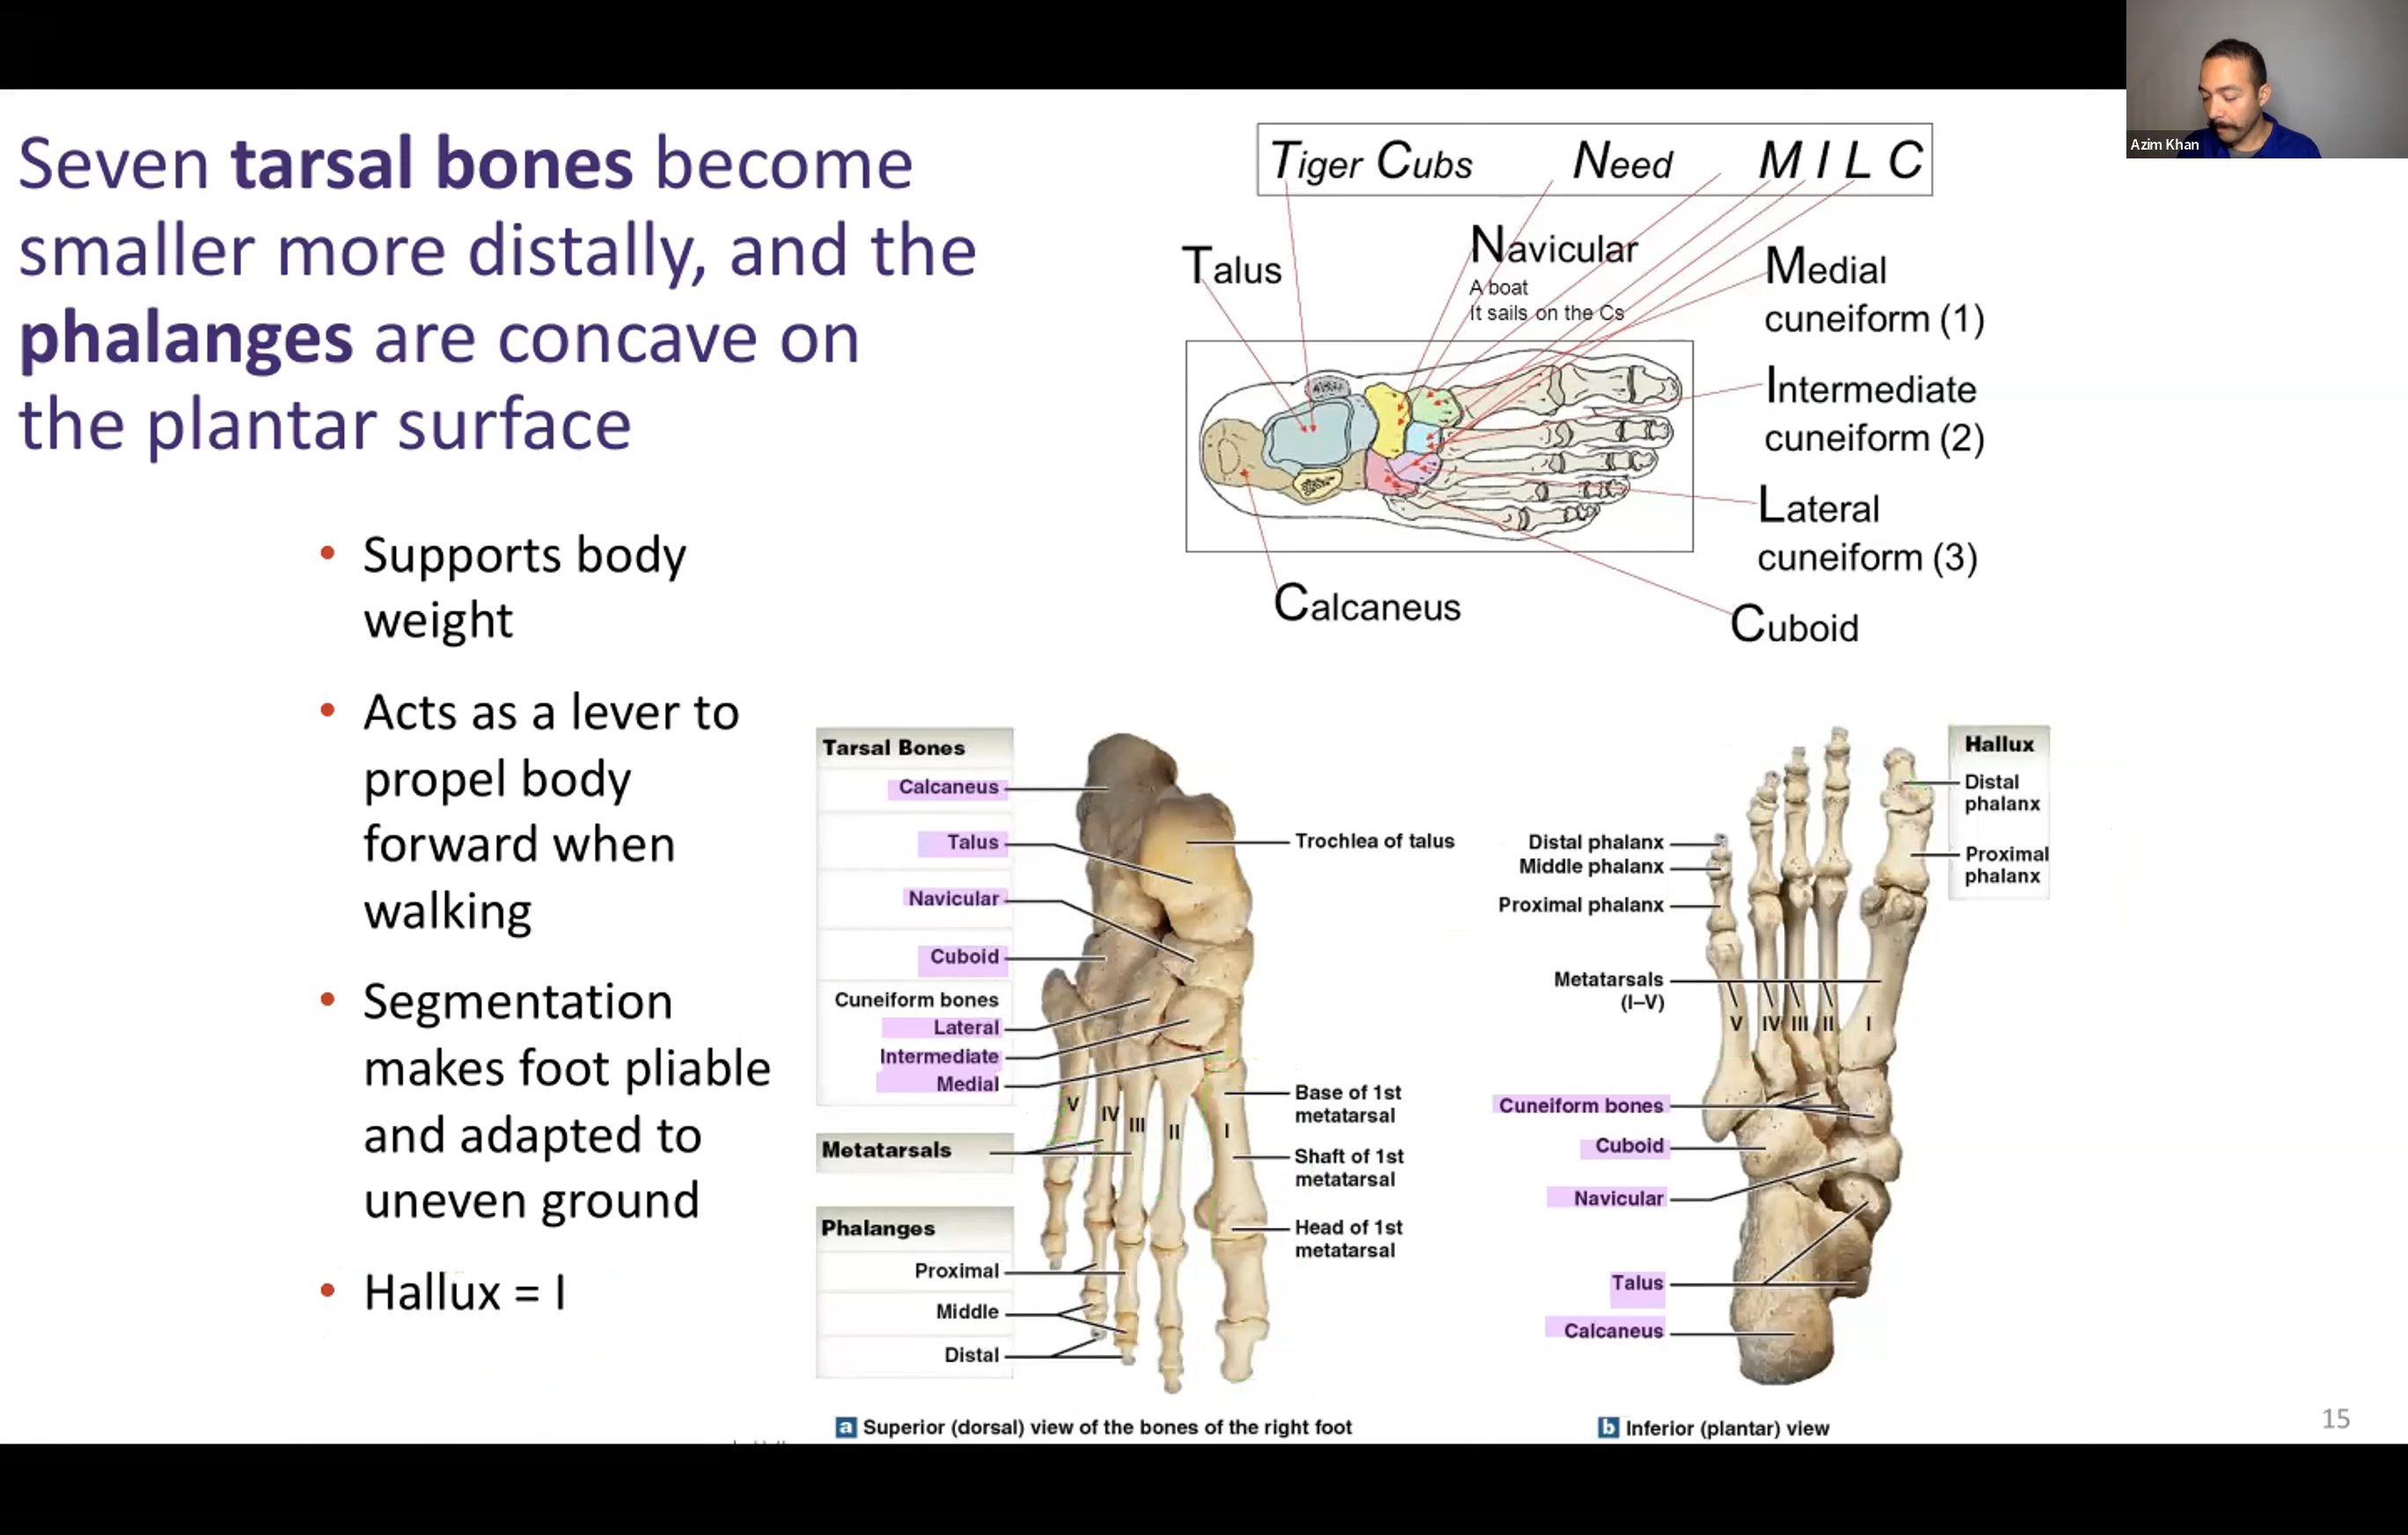 Azim Khan
Seven tarsal bones become
smaller more distally, and the
phalanges are concave on
the plantar surface
• Supports body
weight
• Acts as a lever to
propel body
forward when
walking
• Segmentation
makes foot pliable
and adapted to
uneven ground
• Hallux = I
Tiger Cubs Need M I L C
Talus
Navicular
A boat
It sails on the Cs
Medial
cuneiform (1)
Intermediate
cuneiform (2)
Lateral
cuneiform (3)
Calcaneus
Cuboid
Tarsal Bones
Calcaneus
Talus
Navicular
Cuboid
Cuneiform bones
Lateral
Intermediate
Medial
Metatarsals
Phalanges
Proximal
Middle
Distal
V
IV
III
II
I
Trochlea of talus
Base of 1st
metatarsal
Shaft of 1st
metatarsal
Head of 1st
metatarsal
a Superior (dorsal) view of the bones of the right foot
Hallux
Distal
phalanx
Proximal
phalanx
Distal phalanx
Middle phalanx
Proximal phalanx
Metatarsals
(I–V)
V IV III II I
Cuneiform bones
Cuboid
Navicular
Talus
Calcaneus
b Inferior (plantar) view
15